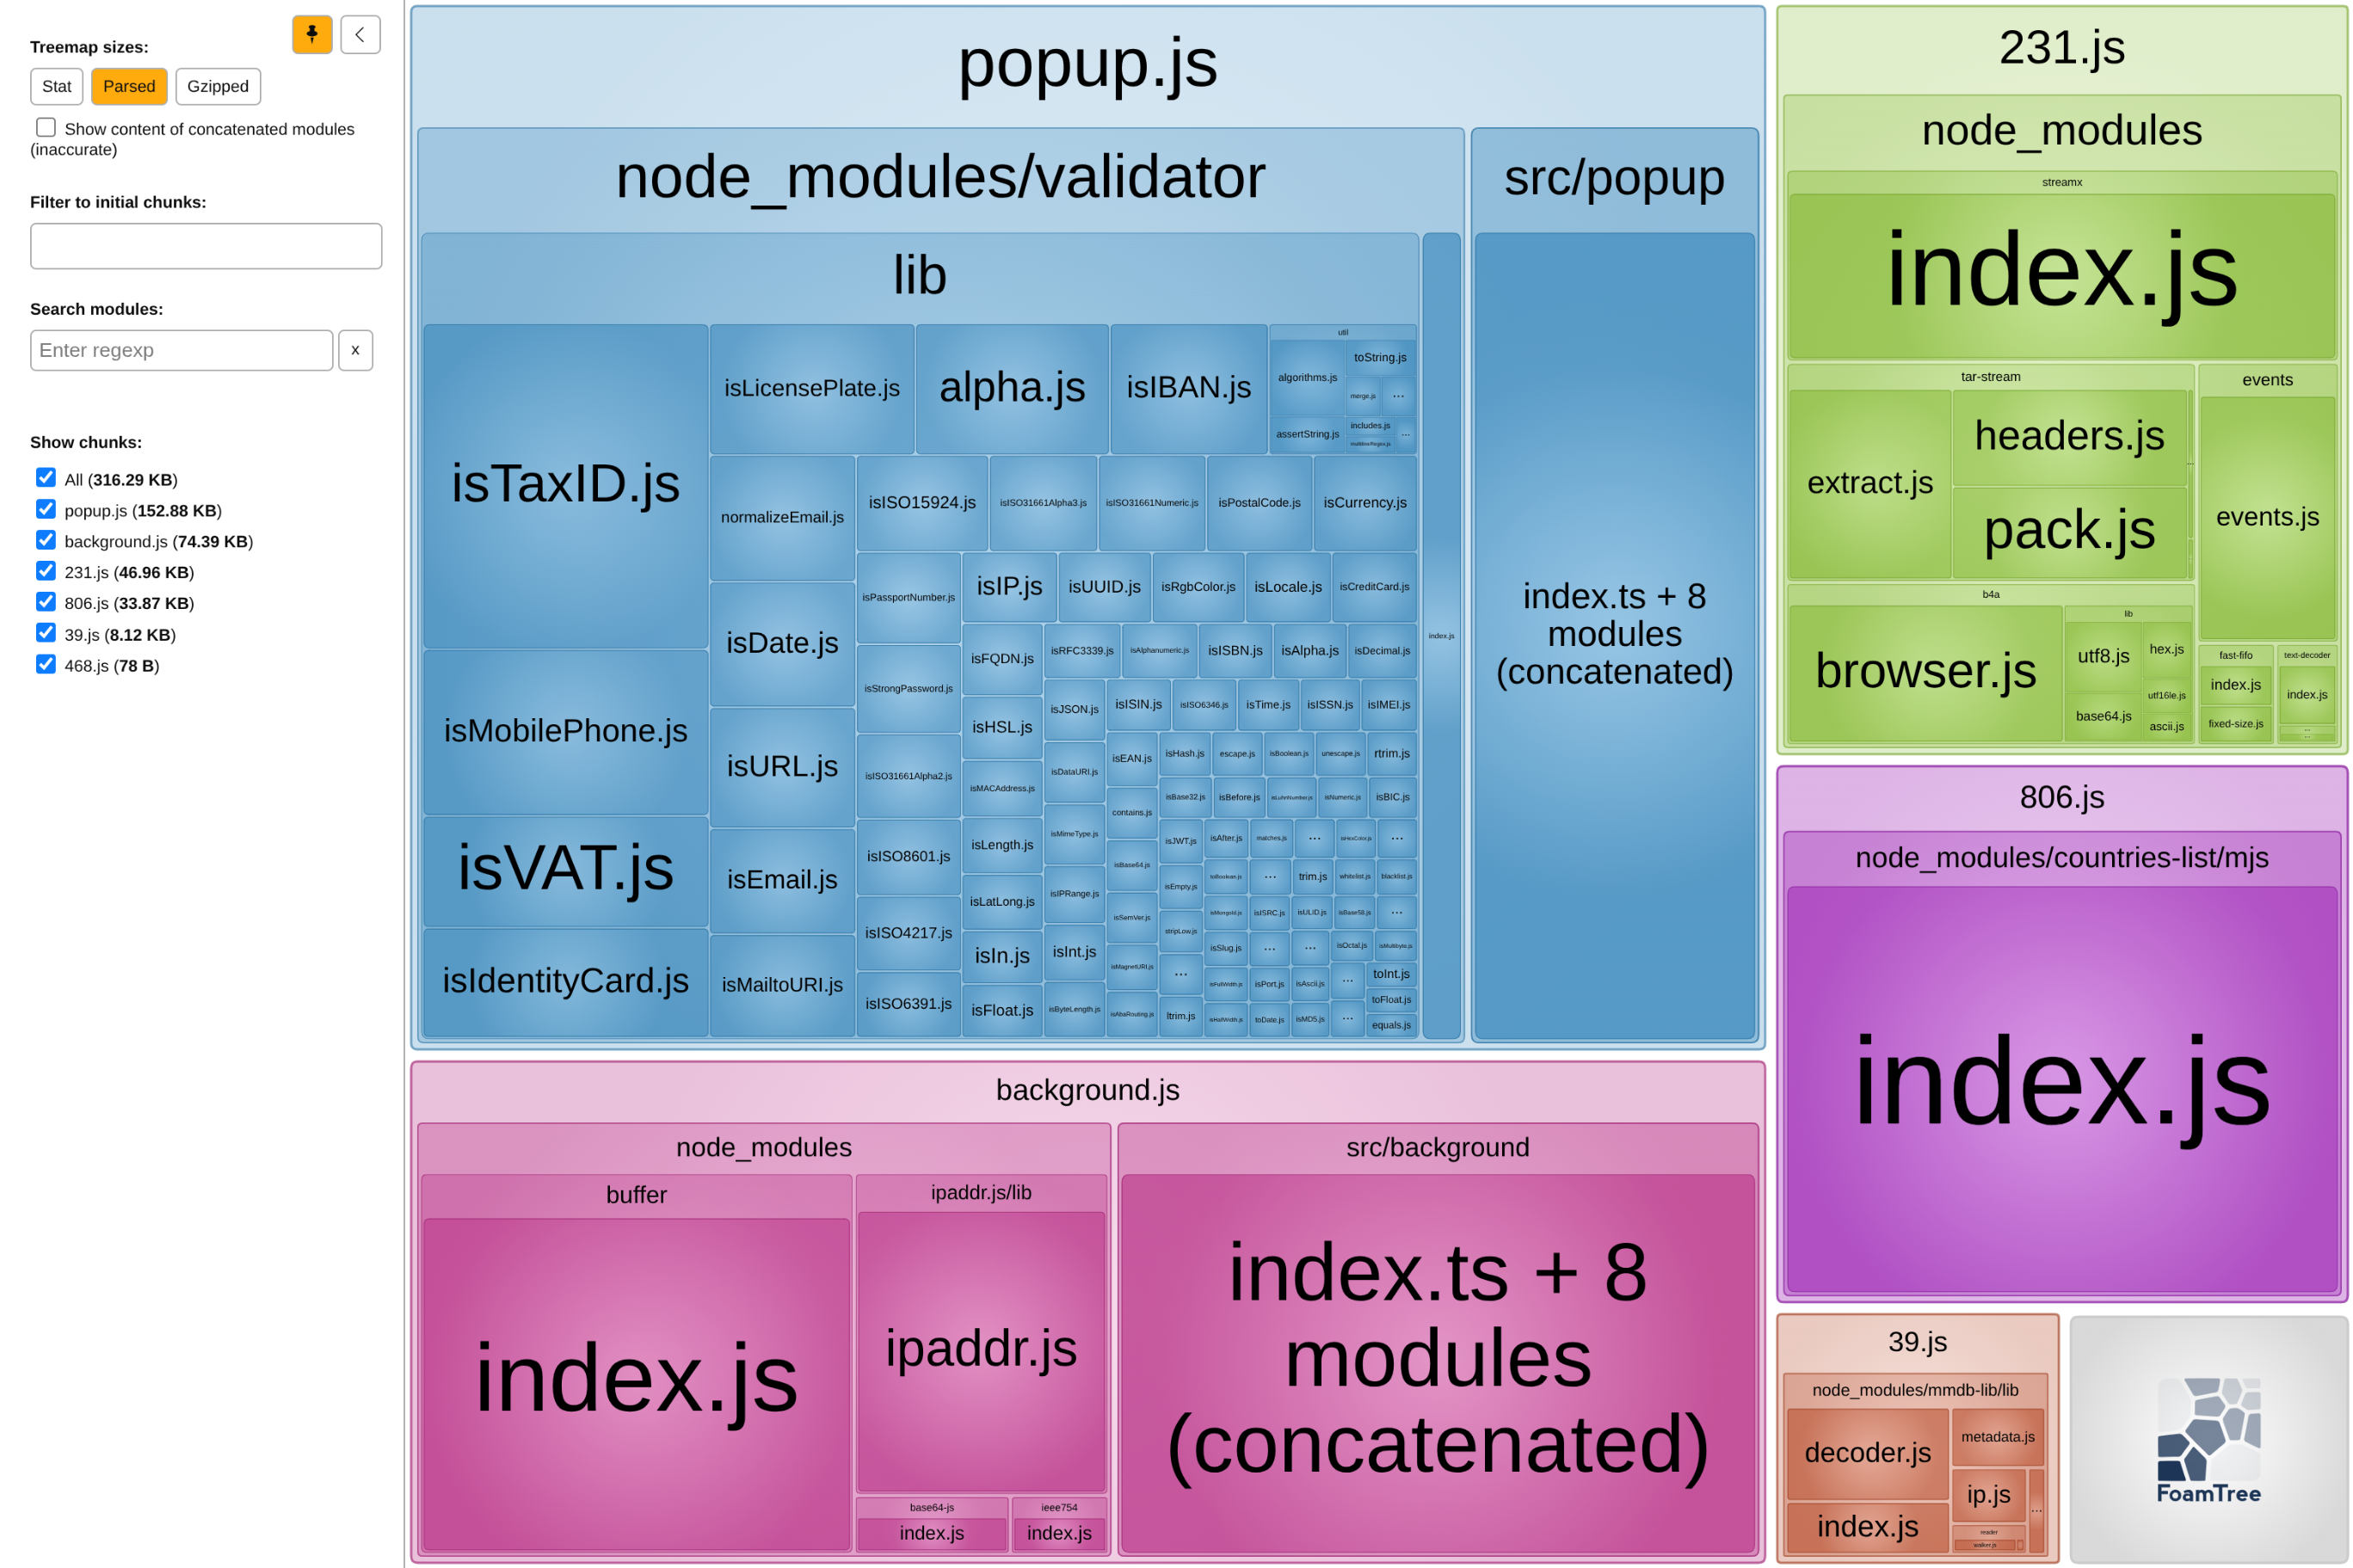 Treemap sizes:
Stat
Parsed
Gzipped
Show content of concatenated modules
(inaccurate)
Filter to initial chunks:
Search modules:
Enter regexp
x
Show chunks:
All (316.29 KB)
popup.js (152.88 KB)
background.js (74.39 KB)
231.js (46.96 KB)
806.js (33.87 KB)
39.js (8.12 KB)
468.js (78 B)
popup.js
node_modules/validator
lib
isTaxID.js
isMobilePhone.js
isVAT.js
isIdentityCard.js
isLicensePlate.js
alpha.js
isIBAN.js
util
algorithms.js
toString.js
merge.js
...
assertString.js
includes.js
multilineRegex.js
...
normalizeEmail.js
isISO15924.js
isISO31661Alpha3.js
isISO31661Numeric.js
isPostalCode.js
isCurrency.js
isDate.js
isURL.js
isEmail.js
isMailtoURI.js
isPassportNumber.js
isStrongPassword.js
isISO31661Alpha2.js
isISO8601.js
isISO4217.js
isISO6391.js
isIP.js
isUUID.js
isRgbColor.js
isLocale.js
isCreditCard.js
isFQDN.js
isHSL.js
isMACAddress.js
isLength.js
isLatLong.js
isIn.js
isFloat.js
isRFC3339.js
isAlphanumeric.js
isISBN.js
isAlpha.js
isDecimal.js
isJSON.js
isDataURI.js
isMimeType.js
isIPRange.js
isInt.js
isByteLength.js
isISIN.js
isISO6346.js
isTime.js
isISSN.js
isIMEI.js
isEAN.js
contains.js
isBase64.js
isSemVer.js
isMagnetURI.js
isAbaRouting.js
isHash.js
escape.js
isBoolean.js
unescape.js
rtrim.js
isBase32.js
isBefore.js
isLuhnNumber.js
isNumeric.js
isBIC.js
isJWT.js
isEmpty.js
stripLow.js
...
ltrim.js
isAfter.js
matches.js
...
isHexColor.js
...
toBoolean.js
...
trim.js
whitelist.js
blacklist.js
isMongoId.js
isISRC.js
isULID.js
isBase58.js
...
isSlug.js
...
...
isOctal.js
isMultibyte.js
isFullWidth.js
isPort.js
isAscii.js
...
toInt.js
isHalfWidth.js
toDate.js
isMD5.js
...
toFloat.js
equals.js
index.js
src/popup
index.ts + 8
modules
(concatenated)
background.js
node_modules
buffer
index.js
ipaddr.js/lib
ipaddr.js
base64-js
index.js
ieee754
index.js
src/background
index.ts + 8
modules
(concatenated)
231.js
node_modules
streamx
index.js
tar-stream
extract.js
headers.js
pack.js
events
events.js
b4a
browser.js
lib
utf8.js
hex.js
base64.js
utf16le.js
ascii.js
fast-fifo
index.js
fixed-size.js
text-decoder
index.js
806.js
node_modules/countries-list/mjs
index.js
39.js
node_modules/mmdb-lib/lib
decoder.js
index.js
metadata.js
ip.js
...
reader
walker.js
FoamTree